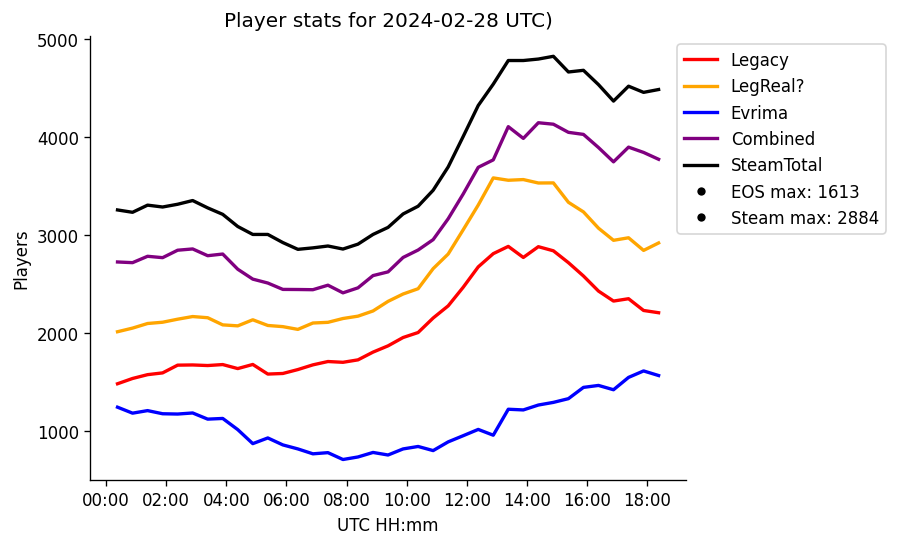 Player stats for 2024-02-28 UTC)
5000
4000
3000
2000
1000
Players
00:00 02:00 04:00 06:00 08:00 10:00 12:00 14:00 16:00 18:00
UTC HH:mm
Legacy
LegReal?
Evrima
Combined
SteamTotal
EOS max: 1613
Steam max: 2884